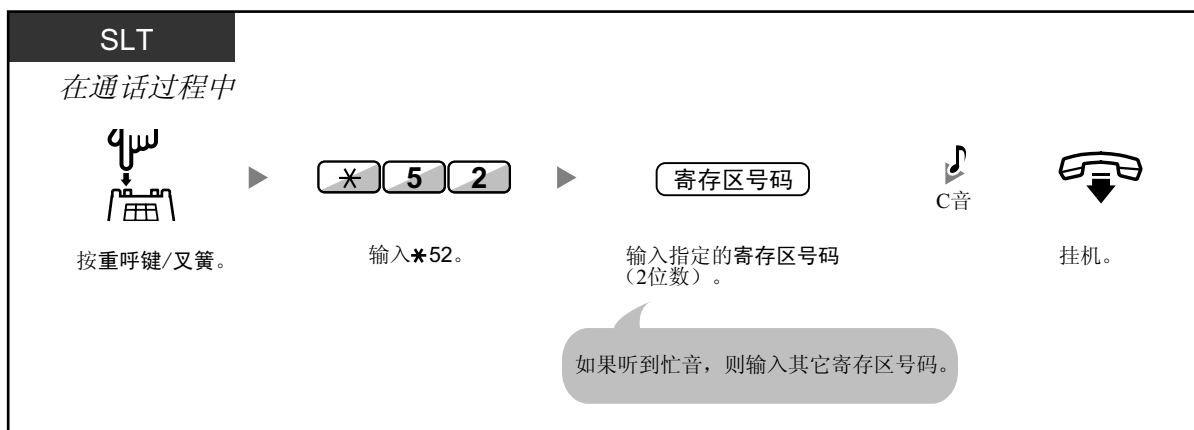 SLT
在通话过程中
* 5 2
寄存区号码
C音
按重呼键/叉簧。
输入*52。
输入指定的寄存区号码
（2位数）。
挂机。
如果听到忙音，则输入其它寄存区号码。